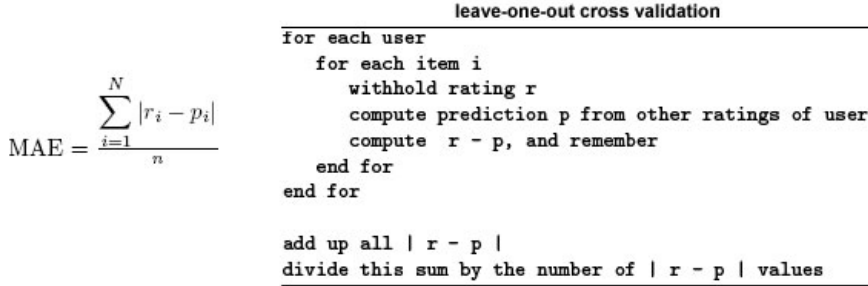 MAE = \frac{\sum_{i=1}^{N} |r_i - p_i|}{n}
leave-one-out cross validation
for each user
for each item i
withhold rating r
compute prediction p from other ratings of user
compute r - p, and remember
end for
end for
add up all | r - p |
divide this sum by the number of | r - p | values